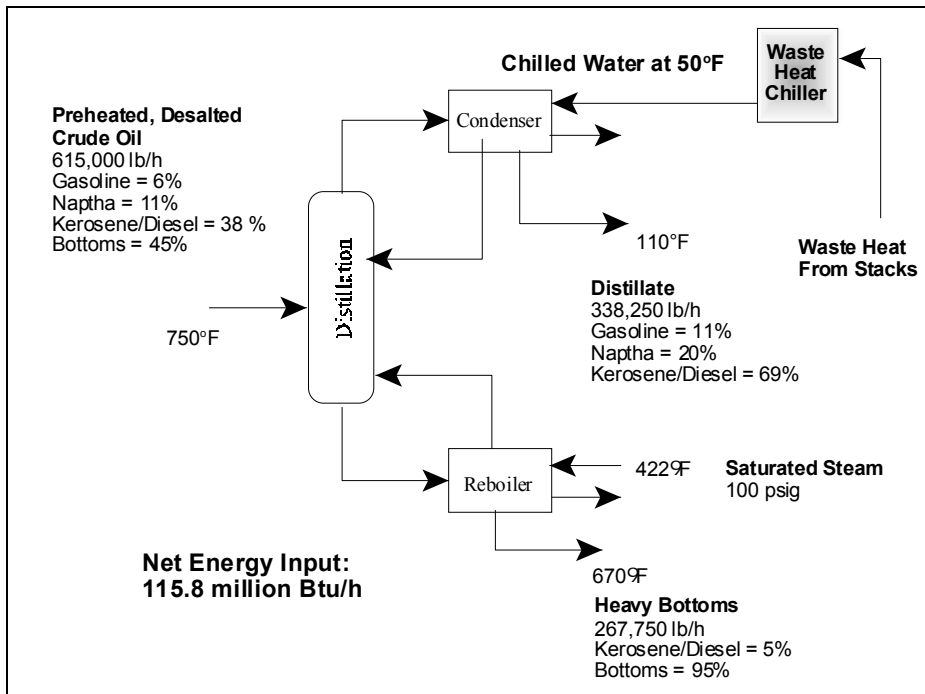 Waste
Heat
Chiller
Chilled Water at 50°F
Condenser
Preheated, Desalted
Crude Oil
615,000 lb/h
Gasoline = 6%
Naptha = 11%
Kerosene/Diesel = 38 %
Bottoms = 45%
Distillation
750°F
110°F
Waste Heat
From Stacks
Distillate
338,250 lb/h
Gasoline = 11%
Naptha = 20%
Kerosene/Diesel = 69%
Reboiler
422ºF
Saturated Steam
100 psig
Net Energy Input:
115.8 million Btu/h
670ºF
Heavy Bottoms
267,750 lb/h
Kerosene/Diesel = 5%
Bottoms = 95%